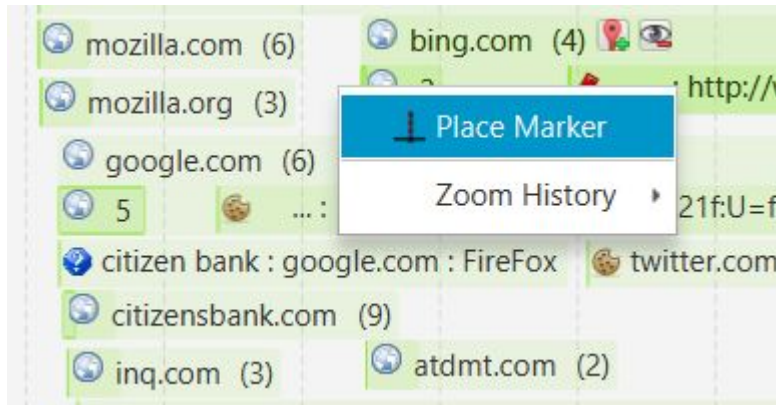 mozilla.com (6) bing.com (4)
mozilla.org (3) : http://
Place Marker
google.com (6)
Zoom History
5 ... : 21f:U=f
citizen bank : google.com : FireFox twitter.com
citizensbank.com (9)
inq.com (3) atdmt.com (2)